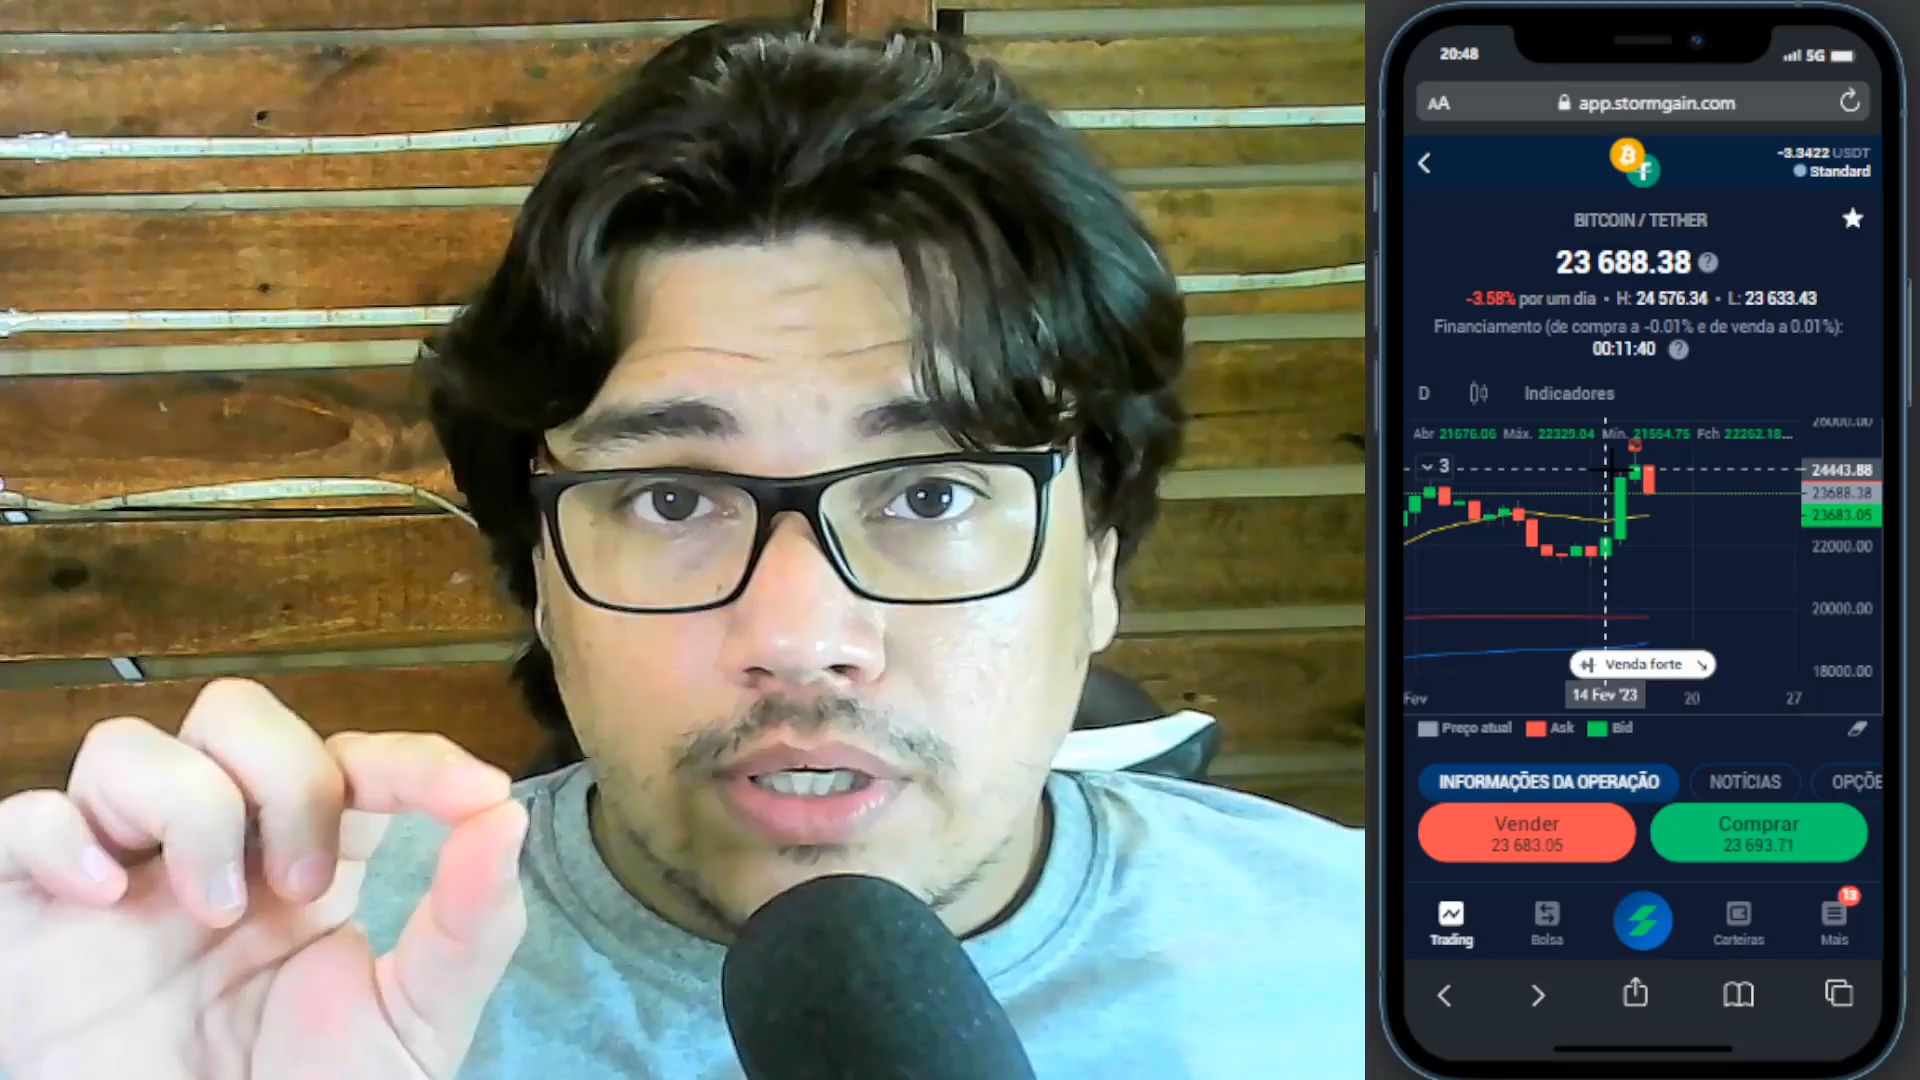 20:48
5G
AA
app.stormgain.com
-3.3422 USDT
Standard
BITCOIN / TETHER
23 688.38
-3.58% por um dia • H: 24 576.34 • L: 23 633.43
Financiamento (de compra a -0.01% e de venda a 0.01%):
00:11:40
D
Indicadores
26000.00
Abr 21676.06 Máx. 22329.04 Mín. 21554.75 Fch 22262.18...
3
24443.88
23688.38
23683.05
22000.00
20000.00
Venda forte
18000.00
Fev
14 Fev '23
20
27
Preço atual
Ask
Bid
INFORMAÇÕES DA OPERAÇÃO
NOTÍCIAS
OPÇÕE
Vender
23 683.05
Comprar
23 693.71
13
Trading
Bolsa
Carteiras
Mais